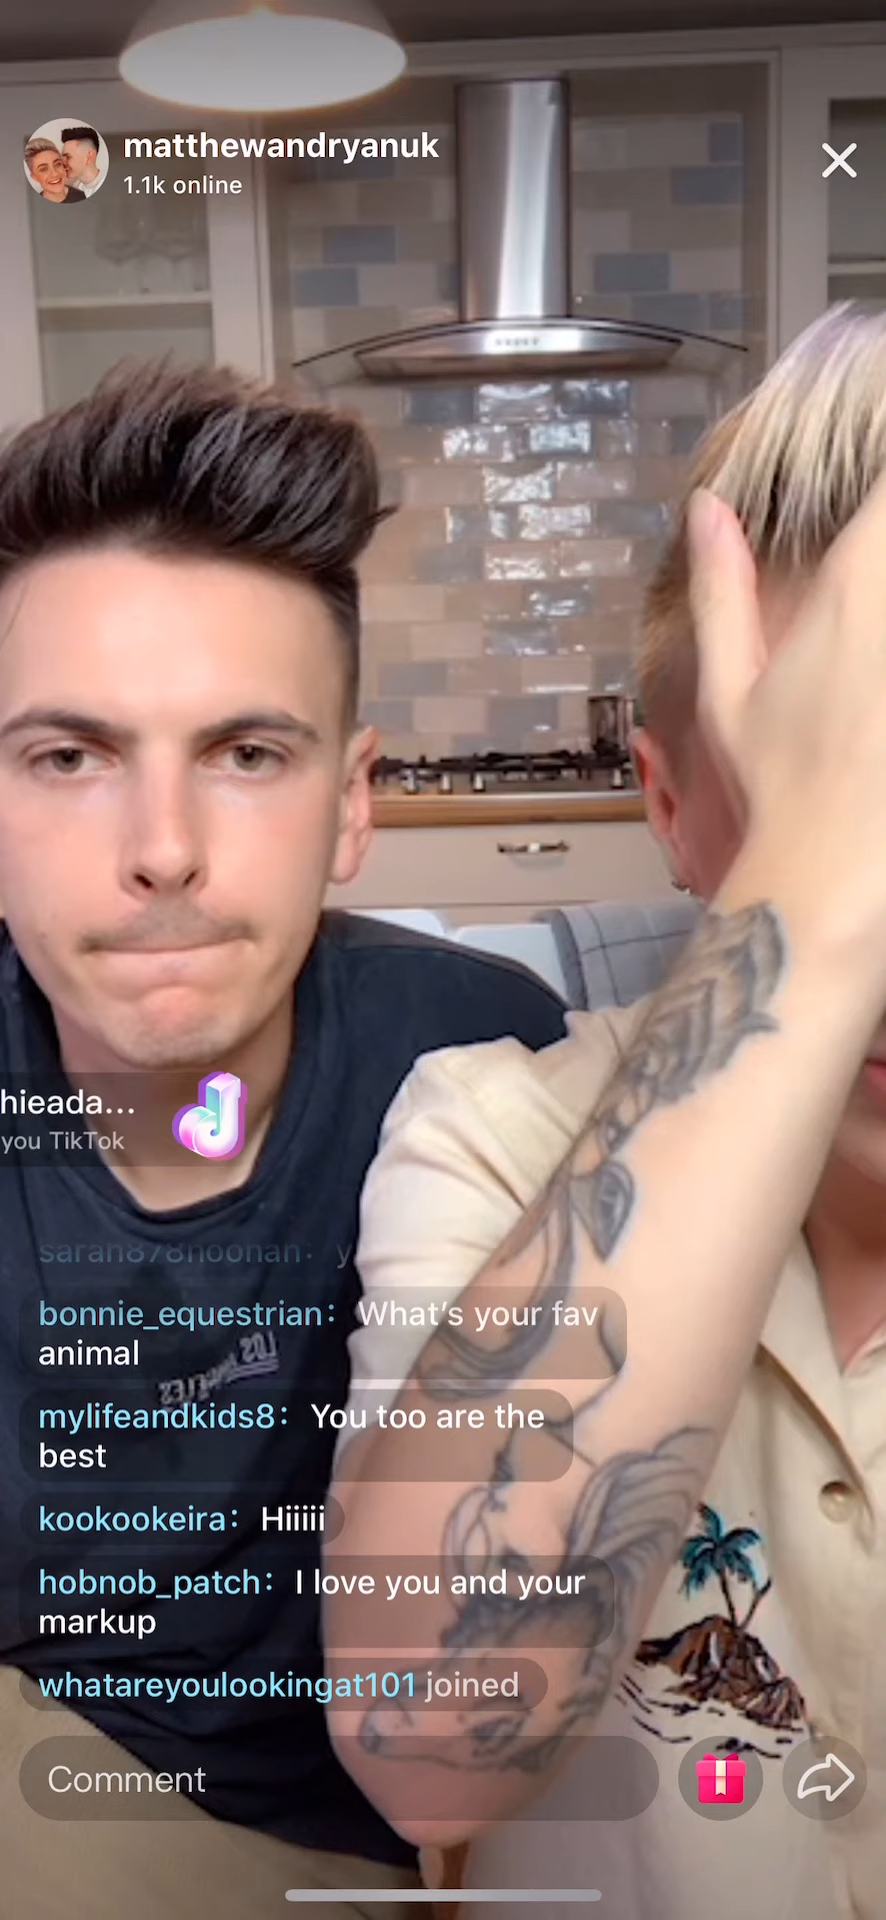 matthewandryanuk
1.1k online
hieada...
you TikTok
bonnie_equestrian: What's your fav
animal
mylifeandkids8: You too are the
best
kookookeira: Hiiiii
hobnob_patch: I love you and your
markup
whatareyoulookingat101 joined
Comment